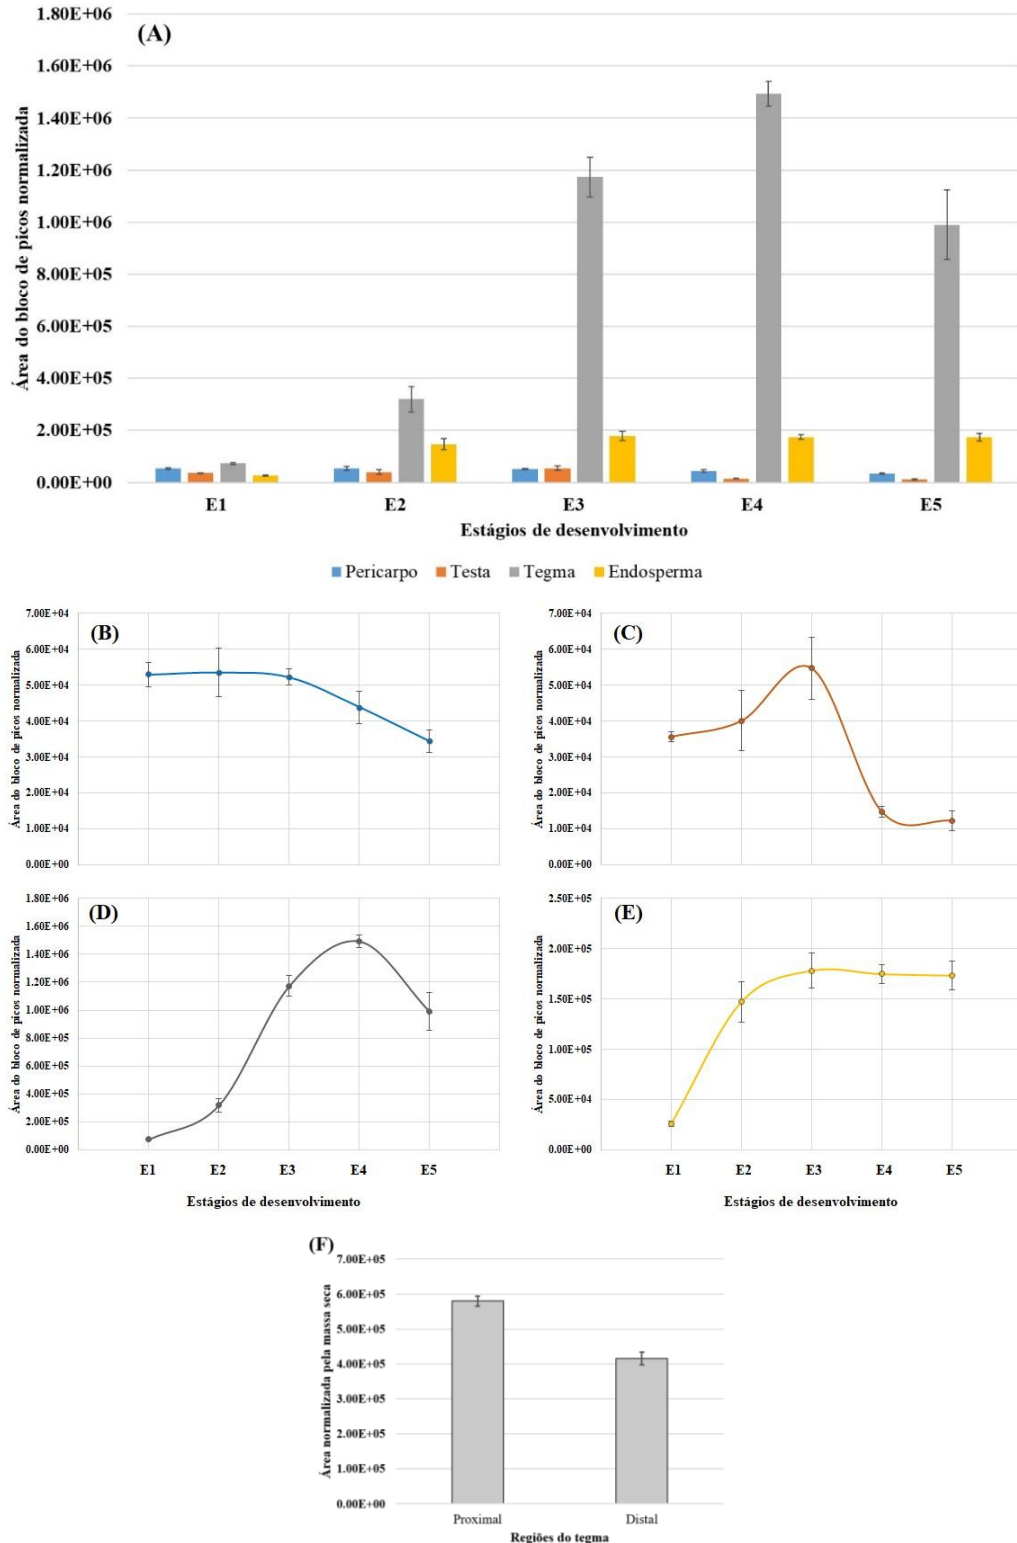 (A)
Área do bloco de picos normalizada
1.80E+06
1.60E+06
1.40E+06
1.20E+06
1.00E+06
8.00E+05
6.00E+05
4.00E+05
2.00E+05
0.00E+00
E1 E2 E3 E4 E5
Estágios de desenvolvimento
Pericarpo Testa Tegma Endosperma
(B)
Área do bloco de picos normalizada
7.00E+04
6.00E+04
5.00E+04
4.00E+04
3.00E+04
2.00E+04
1.00E+04
0.00E+00
(C)
Área do bloco de picos normalizada
7.00E+04
6.00E+04
5.00E+04
4.00E+04
3.00E+04
2.00E+04
1.00E+04
0.00E+00
(D)
Área do bloco de picos normalizada
1.80E+06
1.60E+06
1.40E+06
1.20E+06
1.00E+06
8.00E+05
6.00E+05
4.00E+05
2.00E+05
0.00E+00
E1 E2 E3 E4 E5
Estágios de desenvolvimento
(E)
Área do bloco de picos normalizada
2.50E+05
2.00E+05
1.50E+05
1.00E+05
5.00E+04
0.00E+00
E1 E2 E3 E4 E5
Estágios de desenvolvimento
(F)
Área normalizada pela massa seca
7.00E+05
6.00E+05
5.00E+05
4.00E+05
3.00E+05
2.00E+05
1.00E+05
0.00E+00
Proximal Distal
Regiões do tegma